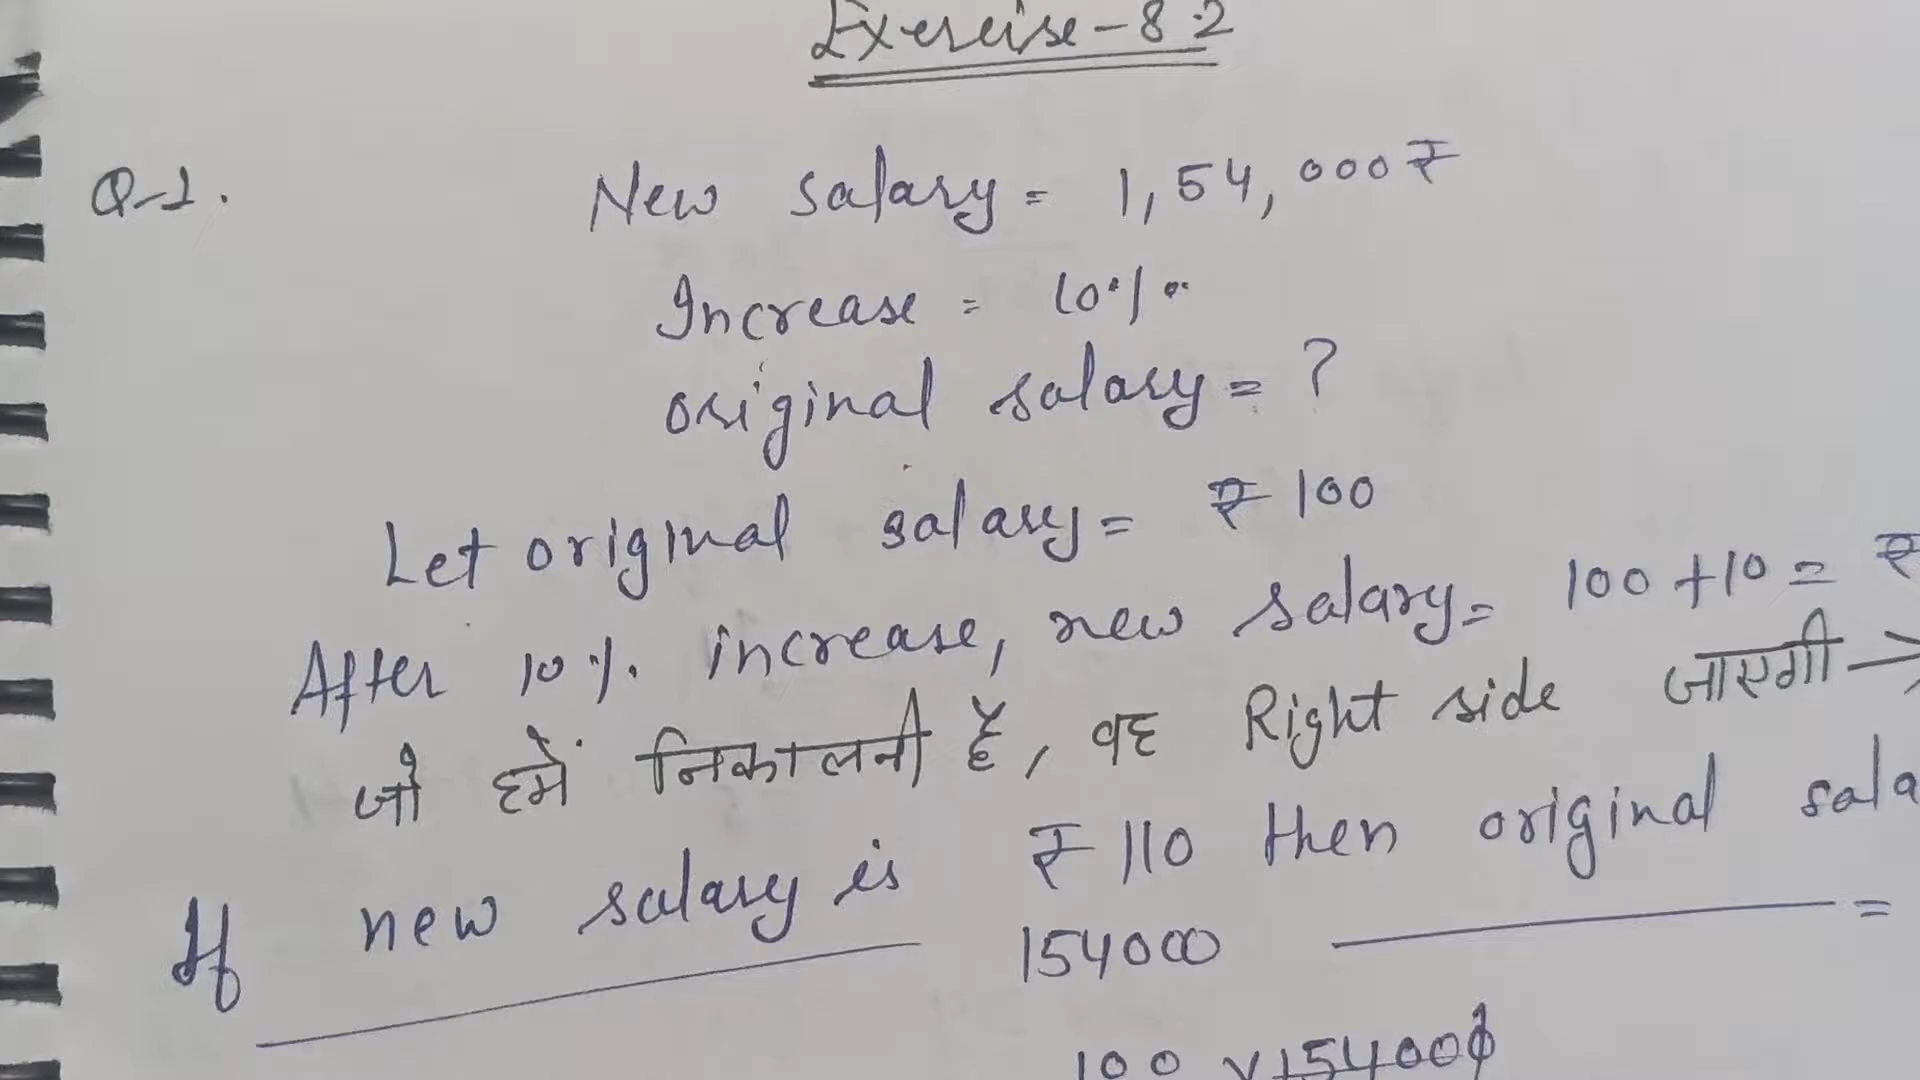 Exercise-8.2
Q-1. New salary = 1,54,000₹
Increase = 10%
original salary = ?
Let original salary = ₹ 100
After 10%. increase, new salary = 100+10 = ₹
जो हमें निकालनी है, वह Right side जाएगी →
If new salary is ₹ 110 then original sala
154000 =
100 × 154000